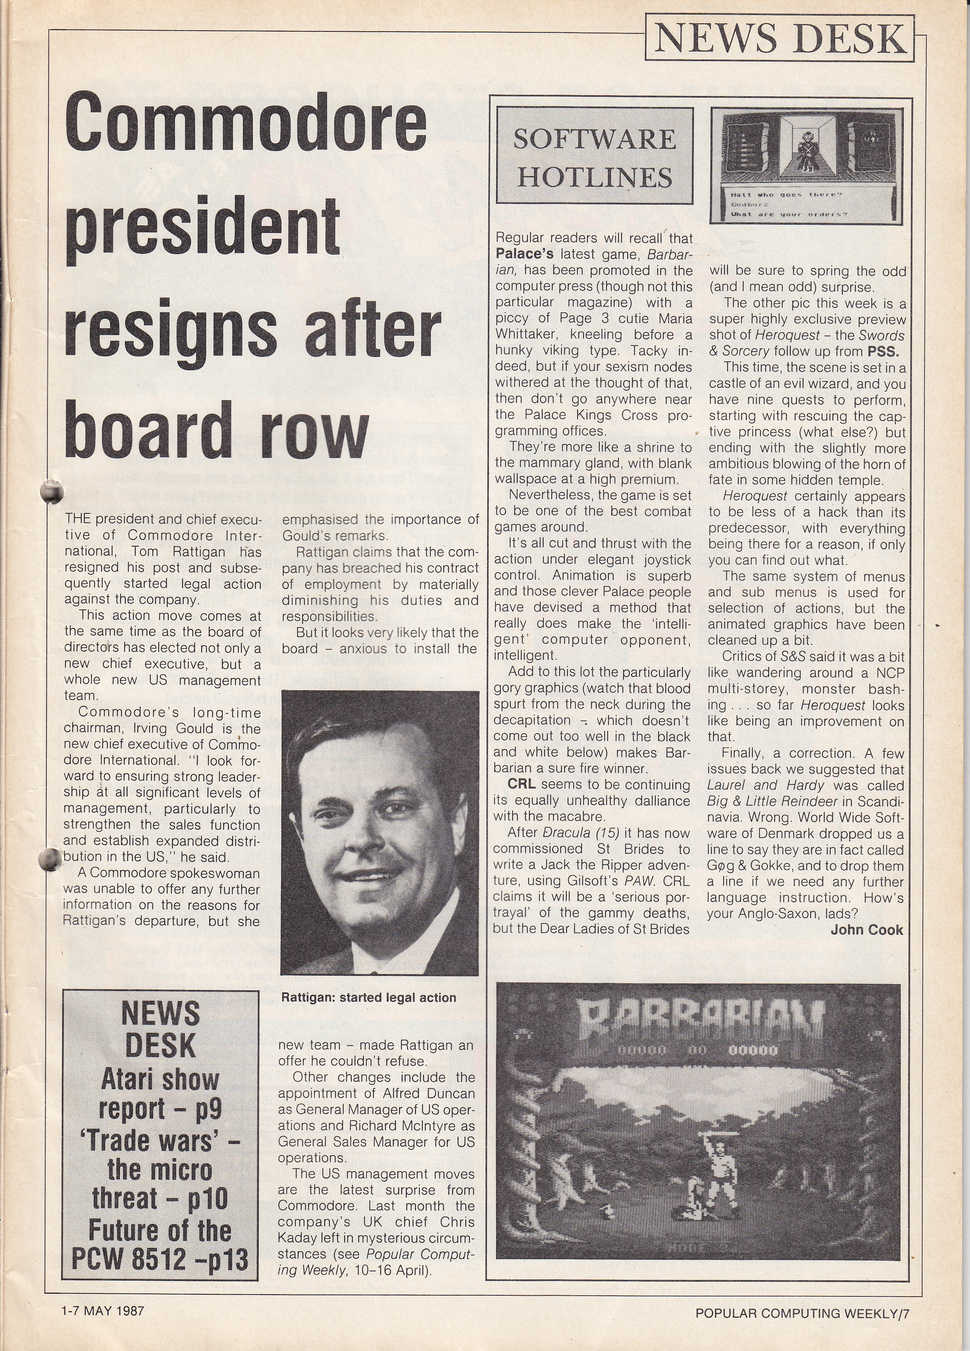 NEWS DESK
Commodore
president
resigns after
board row
THE president and chief execu-
tive of Commodore Inter-
national, Tom Rattigan has
resigned his post and subse-
quently started legal action
against the company.
This action move comes at
the same time as the board of
directors has elected not only a
new chief executive, but a
whole new US management
team.
Commodore's long-time
chairman, Irving Gould is the
new chief executive of Commo-
dore International. "I look for-
ward to ensuring strong leader-
ship at all significant levels of
management, particularly to
strengthen the sales function
and establish expanded distri-
bution in the US," he said.
A Commodore spokeswoman
was unable to offer any further
information on the reasons for
Rattigan's departure, but she
emphasised the importance of
Gould's remarks.
Rattigan claims that the com-
pany has breached his contract
of employment by materially
diminishing his duties and
responsibilities.
But it looks very likely that the
board – anxious to install the
Rattigan: started legal action
new team – made Rattigan an
offer he couldn't refuse.
Other changes include the
appointment of Alfred Duncan
as General Manager of US oper-
ations and Richard McIntyre as
General Sales Manager for US
operations.
The US management moves
are the latest surprise from
Commodore. Last month the
company's UK chief Chris
Kaday left in mysterious circum-
stances (see Popular Comput-
ing Weekly, 10–16 April).
NEWS
DESK
Atari show
report – p9
'Trade wars' –
the micro
threat – p10
Future of the
PCW 8512 –p13
SOFTWARE
HOTLINES
Regular readers will recall that
Palace's latest game, Barbar-
ian, has been promoted in the
computer press (though not this
particular magazine) with a
piccy of Page 3 cutie Maria
Whittaker, kneeling before a
hunky viking type. Tacky in-
deed, but if your sexism nodes
withered at the thought of that,
then don't go anywhere near
the Palace Kings Cross pro-
gramming offices.
They're more like a shrine to
the mammary gland, with blank
wallspace at a high premium.
Nevertheless, the game is set
to be one of the best combat
games around.
It's all cut and thrust with the
action under elegant joystick
control. Animation is superb
and those clever Palace people
have devised a method that
really does make the 'intelli-
gent' computer opponent,
intelligent.
Add to this lot the particularly
gory graphics (watch that blood
spurt from the neck during the
decapitation –, which doesn't
come out too well in the black
and white below) makes Bar-
barian a sure fire winner.
CRL seems to be continuing
its equally unhealthy dalliance
with the macabre.
After Dracula (15) it has now
commissioned St Brides to
write a Jack the Ripper adven-
ture, using Gilsoft's PAW. CRL
claims it will be a 'serious por-
trayal' of the gammy deaths,
but the Dear Ladies of St Brides
Halt who goes there?
What are your orders?
will be sure to spring the odd
(and I mean odd) surprise.
The other pic this week is a
super highly exclusive preview
shot of Heroquest – the Swords
& Sorcery follow up from PSS.
This time, the scene is set in a
castle of an evil wizard, and you
have nine quests to perform,
starting with rescuing the cap-
tive princess (what else?) but
ending with the slightly more
ambitious blowing of the horn of
fate in some hidden temple.
Heroquest certainly appears
to be less of a hack than its
predecessor, with everything
being there for a reason, if only
you can find out what.
The same system of menus
and sub menus is used for
selection of actions, but the
animated graphics have been
cleaned up a bit.
Critics of S&S said it was a bit
like wandering around a NCP
multi-storey, monster bash-
ing . . . so far Heroquest looks
like being an improvement on
that.
Finally, a correction. A few
issues back we suggested that
Laurel and Hardy was called
Big & Little Reindeer in Scandi-
navia. Wrong. World Wide Soft-
ware of Denmark dropped us a
line to say they are in fact called
Gøg & Gokke, and to drop them
a line if we need any further
language instruction. How's
your Anglo-Saxon, lads?
John Cook
BARBARIAN
00000 00 00000
1-7 MAY 1987
POPULAR COMPUTING WEEKLY/7